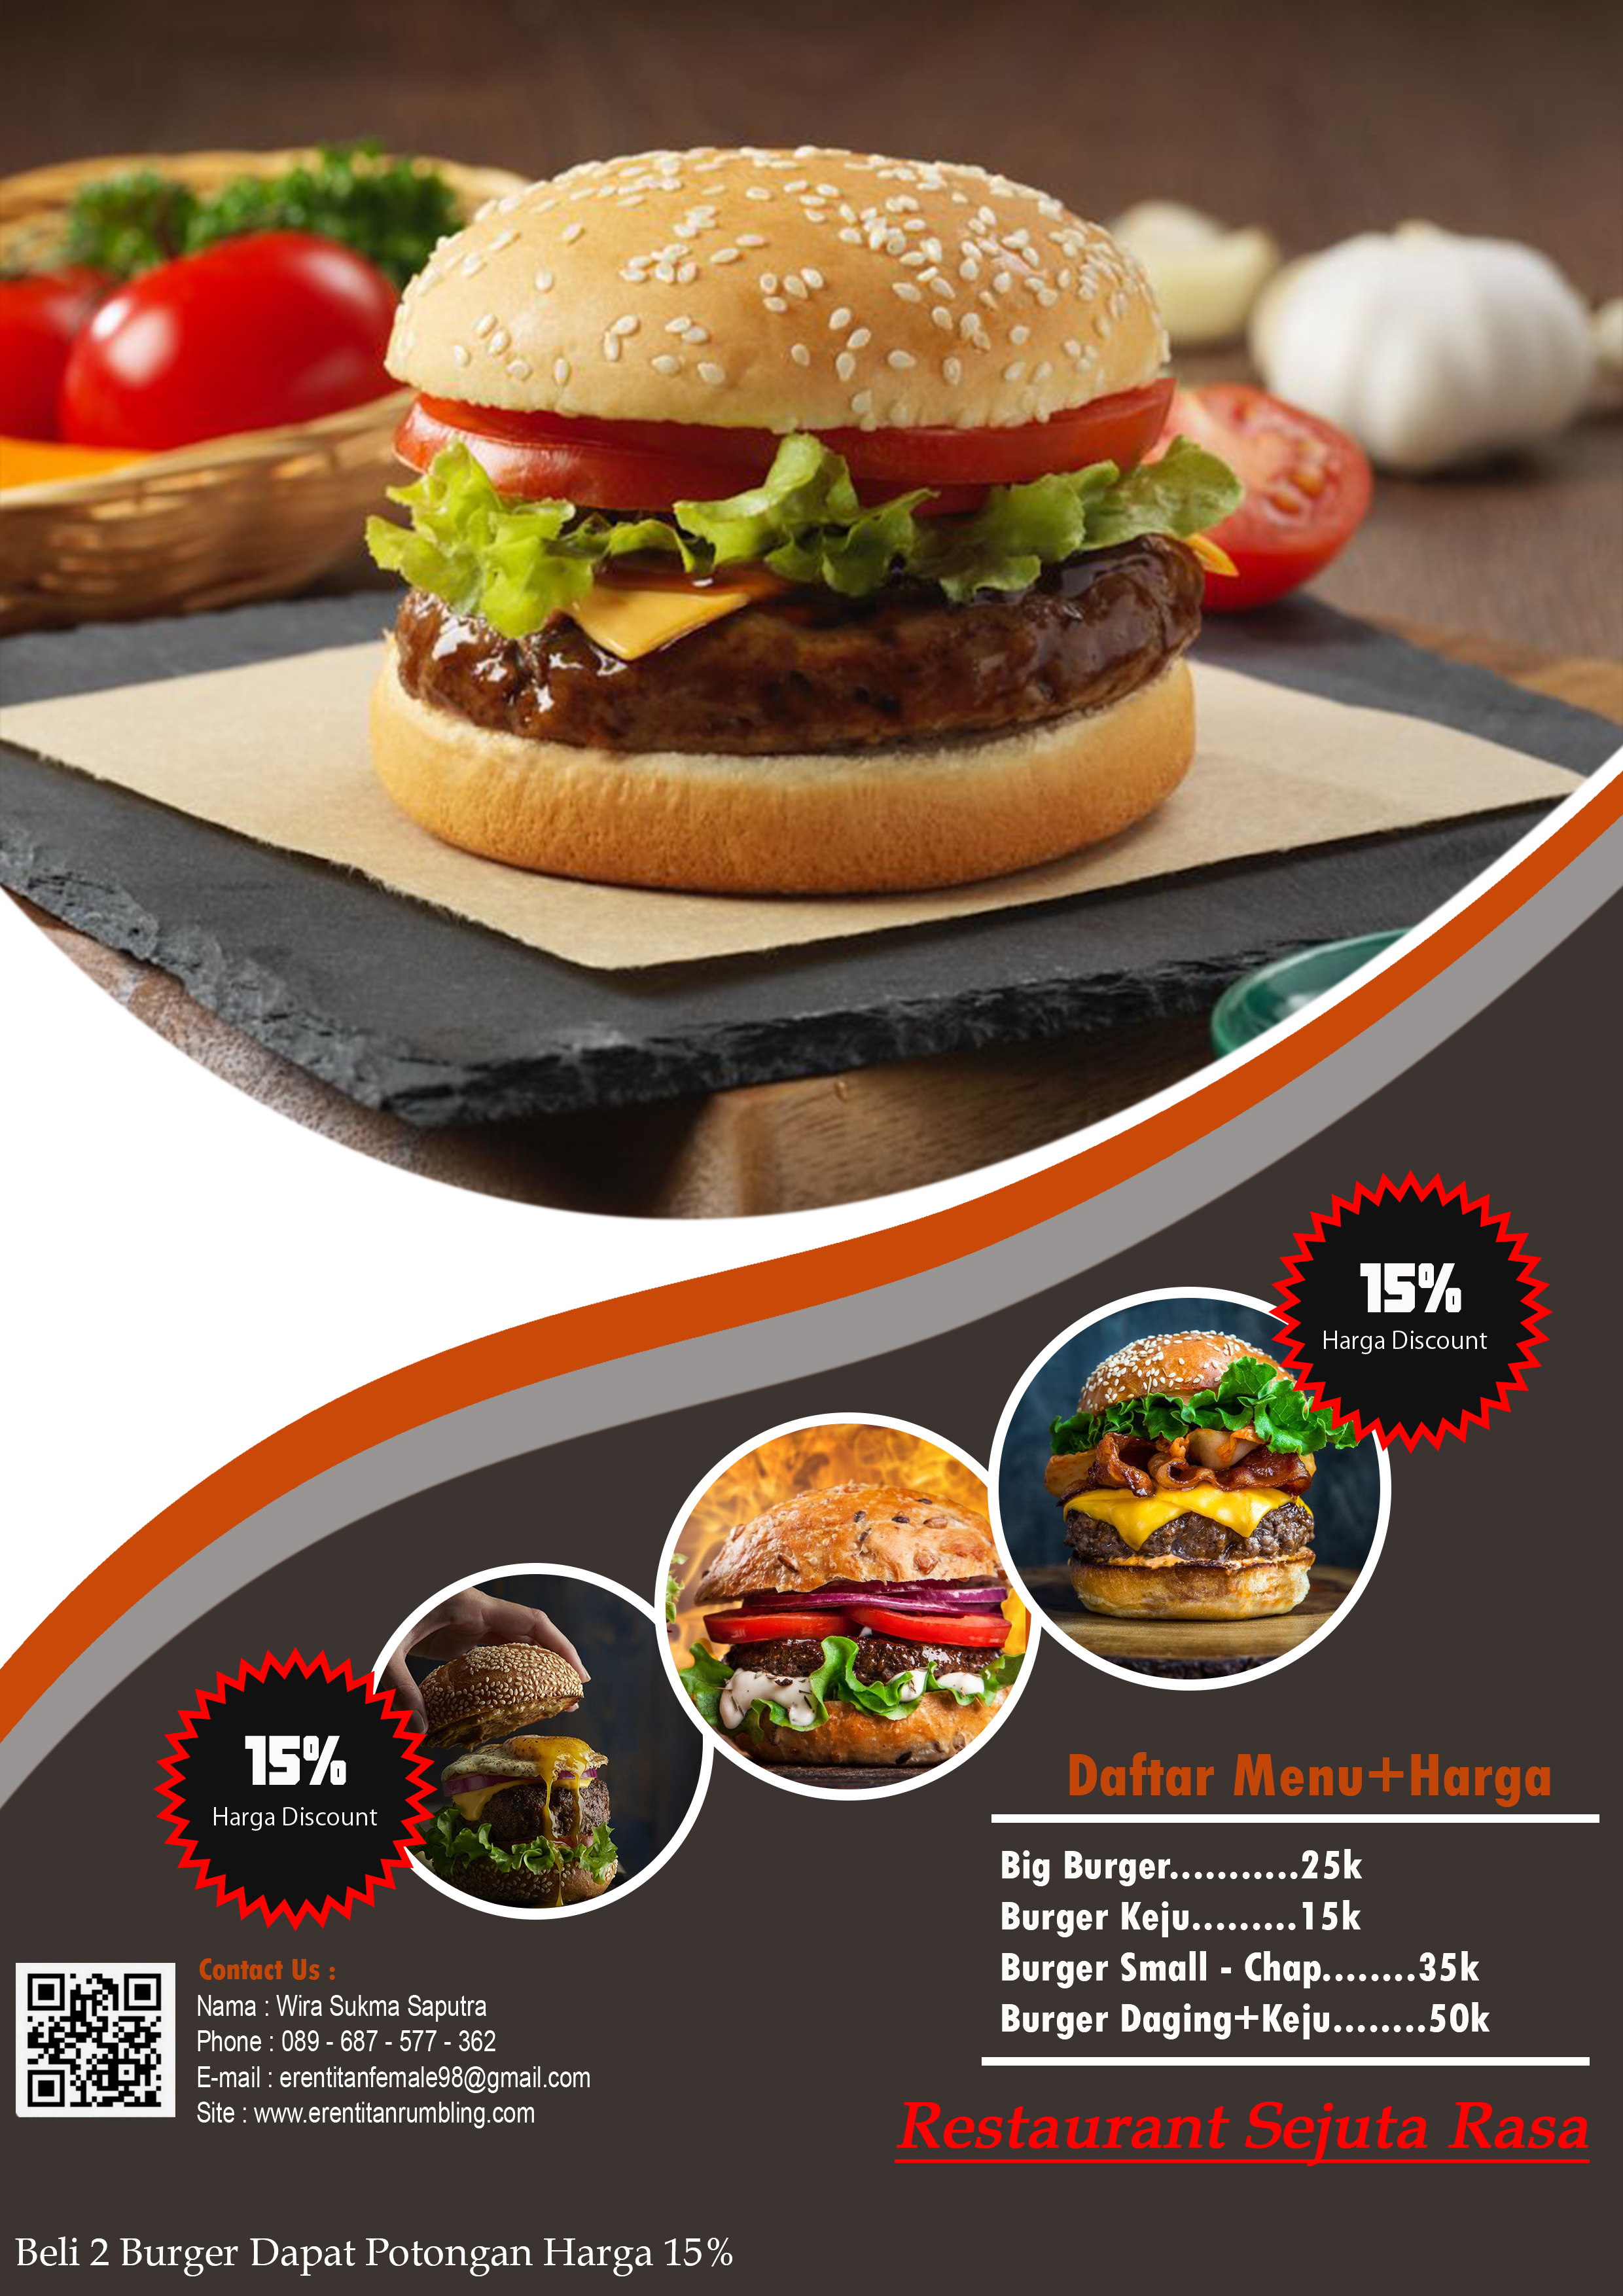 15%
Harga Discount
15%
Harga Discount
Daftar Menu+Harga
Big Burger...........25k
Burger Keju.........15k
Burger Small - Chap........35k
Burger Daging+Keju........50k
Contact Us :
Nama : Wira Sukma Saputra
Phone : 089 - 687 - 577 - 362
E-mail : erentitanfemale98@gmail.com
Site : www.erentitanrumbling.com
Restaurant Sejuta Rasa
Beli 2 Burger Dapat Potongan Harga 15%